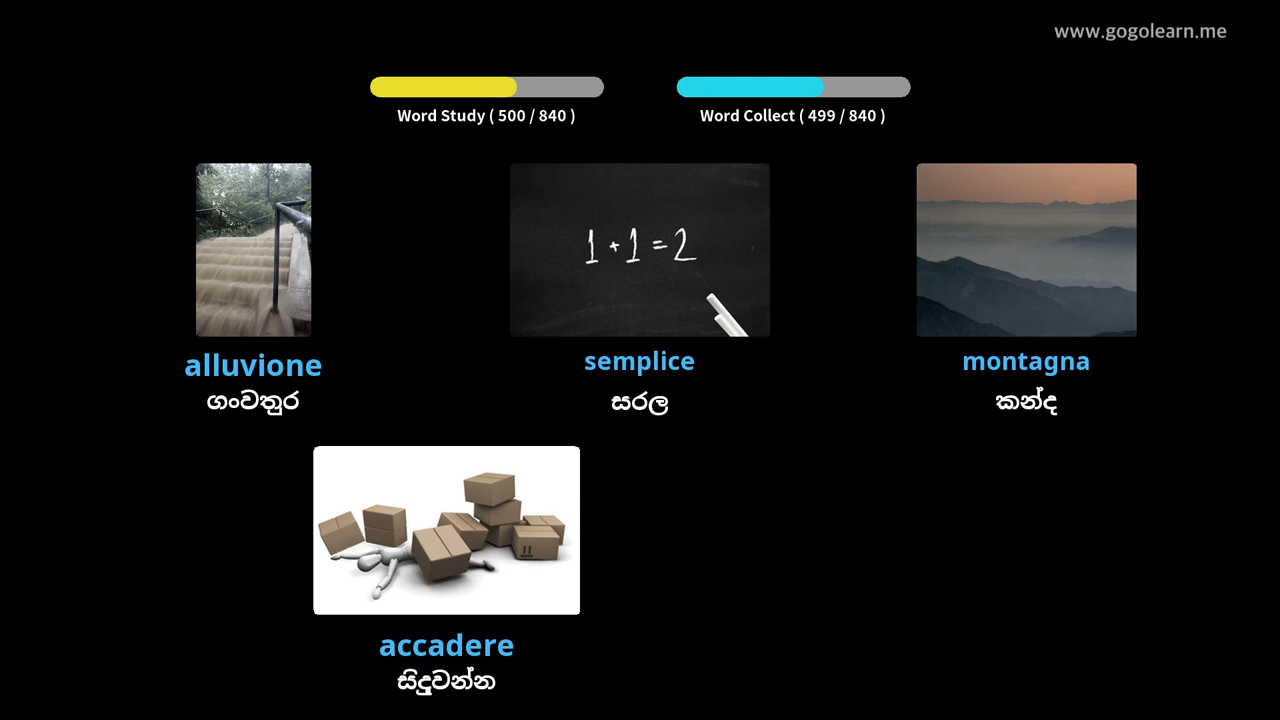 www.gogolearn.me
Word Study ( 500 / 840 )
Word Collect ( 499 / 840 )
1 + 1 = 2
alluvione
ගංවතුර
semplice
සරල
montagna
කන්ද
accadere
සිදුවන්න